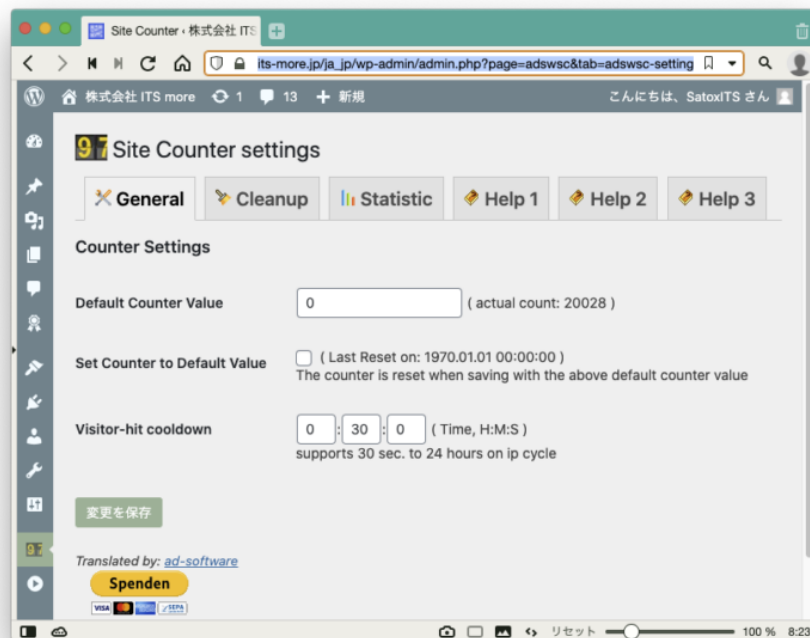 Site Counter ‹ 株式会社 ITS
its-more.jp/ja_jp/wp-admin/admin.php?page=adswsc&tab=adswsc-setting
株式会社 ITS more 1 13 新規 こんにちは、SatoxITS さん
97 Site Counter settings
General Cleanup Statistic Help 1 Help 2 Help 3
Counter Settings
Default Counter Value 0 ( actual count: 20028 )
Set Counter to Default Value ( Last Reset on: 1970.01.01 00:00:00 )
The counter is reset when saving with the above default counter value
Visitor-hit cooldown 0 : 30 : 0 ( Time, H:M:S )
supports 30 sec. to 24 hours on ip cycle
変更を保存
Translated by: ad-software
Spenden
VISA SEPA
リセット 100 % 8:23